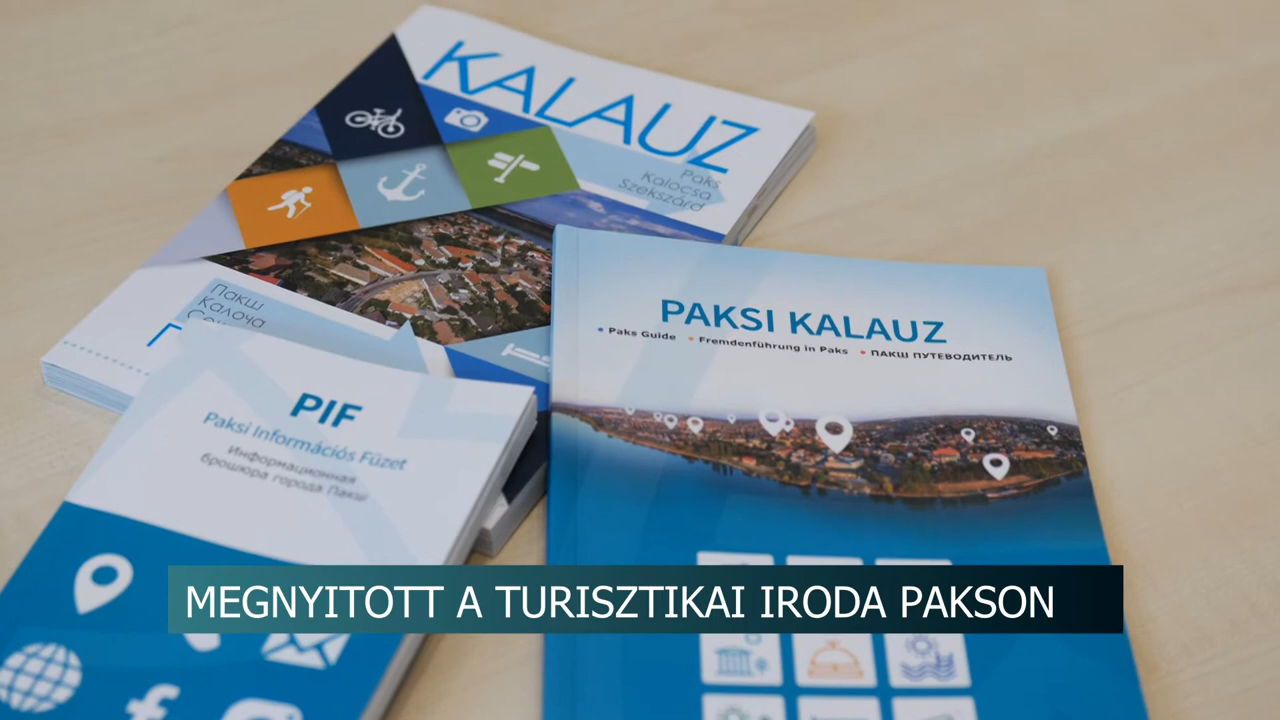 KALAUZ
Paks
Kalocsa
Szekszárd
Пакш
Калоча
PIF
Paksi Információs Füzet
Информационная
брошюра города Пакш
PAKSI KALAUZ
• Paks Guide • Fremdenführung in Paks • ПАКШ ПУТЕВОДИТЕЛЬ
MEGNYITOTT A TURISZTIKAI IRODA PAKSON